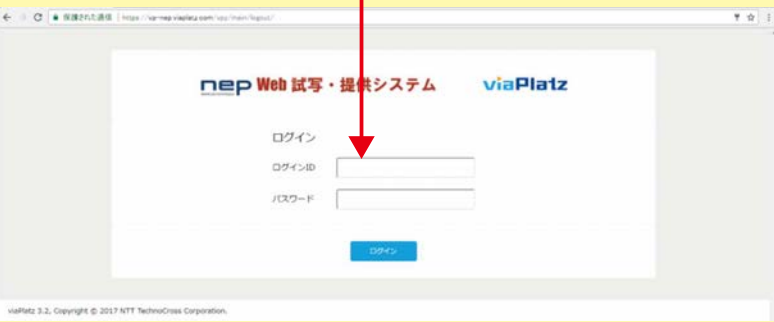 保護された通信 | https://vp-nep.viaplatz.com/vpp/main/logout/
nep Web 試写・提供システム viaPlatz
ログイン
ログインID
パスワード
ログイン
viaPlatz 3.2, Copyright © 2017 NTT TechnoCross Corporation.